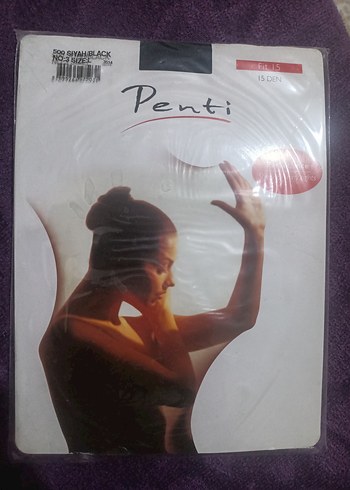 500 SIYAH/BLACK
NO:3 SIZE:L
Fit 15
15 DEN
Penti